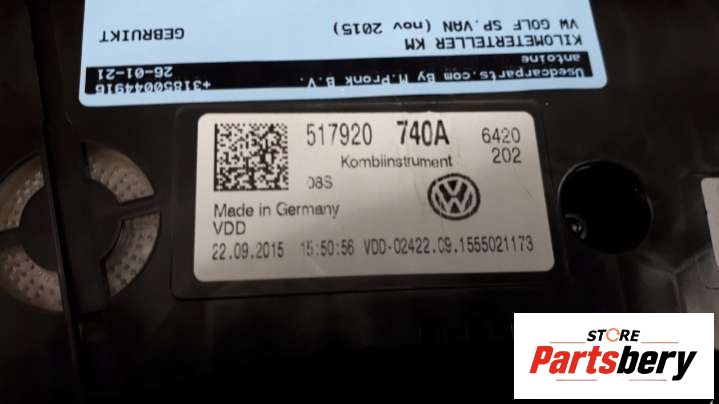 Usedcarparts.com By M.Pronk B.V. +31850044916
antoine 26-01-21
KILOMETERTELLER KM
VW GOLF SP.VAN (nov 2015)
GEBRUIKT
517920 740A 6420
Kombiinstrument 202
08S
Made in Germany
VDD
22.09.2015 15:50:56 VDD-02422.09.1555021173
STORE
Partsbery